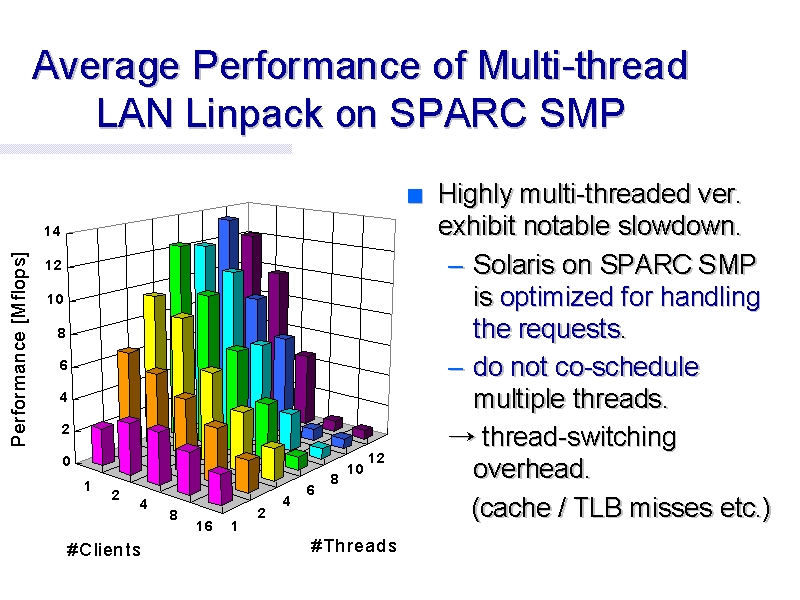 Average Performance of Multi-thread
LAN Linpack on SPARC SMP
14
12
10
8
6
4
2
0
Performance [Mflops]
1
2
4
8
16
#Clients
1
2
4
6
8
10
12
#Threads
Highly multi-threaded ver.
exhibit notable slowdown.
– Solaris on SPARC SMP
is optimized for handling
the requests.
– do not co-schedule
multiple threads.
→ thread-switching
overhead.
(cache / TLB misses etc.)